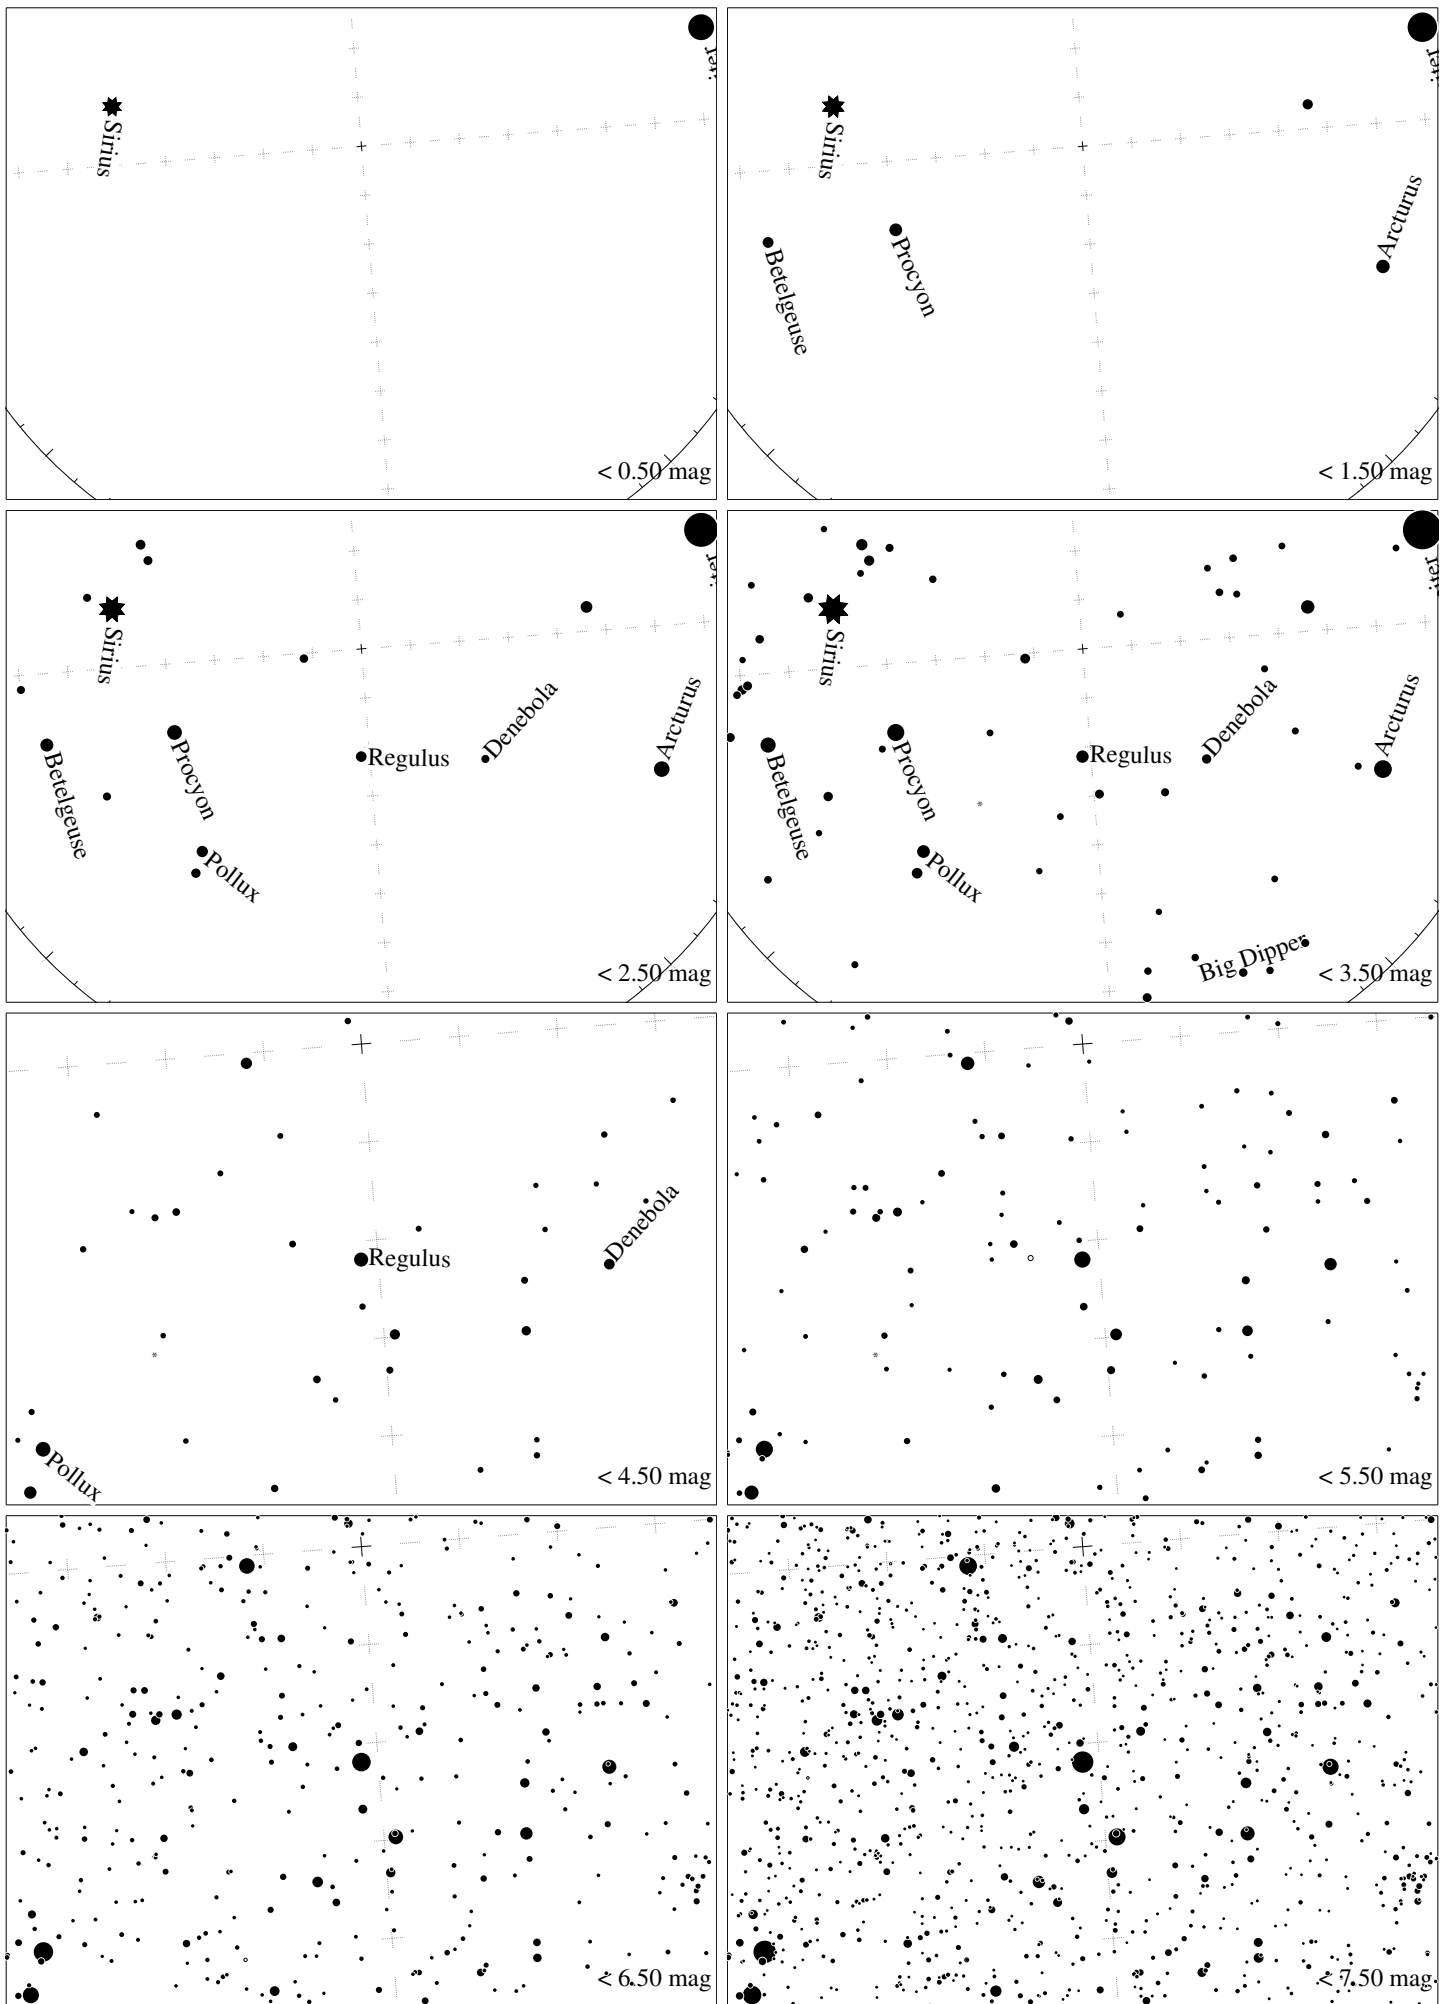 Sirius
< 0.50 mag
Sirius
Betelgeuse
Procyon
Arcturus
< 1.50 mag
Sirius
Betelgeuse
Procyon
Pollux
Regulus
Denebola
Arcturus
< 2.50 mag
Sirius
Betelgeuse
Procyon
Pollux
Regulus
Denebola
Arcturus
Big Dipper
< 3.50 mag
Regulus
Denebola
Pollux
< 4.50 mag
< 5.50 mag
< 6.50 mag
< 7.50 mag